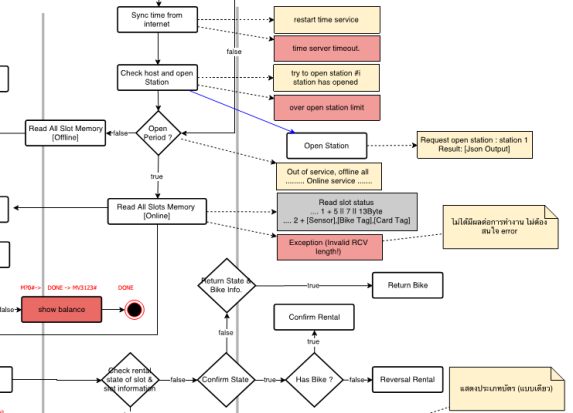 Sync time from
internet
restart time service
time server timeout.
false
Check host and open
Station
try to open station #i
station has opened
over open station limit
Read All Slot Memory
[Offline]
false
Open
Period ?
Open Station
Request open station : station 1
Result: [Json Output]
true
Out of service, offline all
......... Online service .......
Read All Slots Memory
[Online]
Read slot status
.... 1 + 5 || 7 || 13Byte
.... 2 + [Sensor],[Bike Tag],[Card Tag]
Exception (Invalid RCV
length!)
ไม่ได้มีผลต่อการทำงาน ไม่ต้อง
สนใจ error
Return State &
Bike Info.
true
Return Bike
M70#->
DONE -> MV3123#
DONE
false
show balance
Confirm Rental
false
true
Check rental
state of slot &
slot information
false
Confirm State
true
Has Bike ?
false
Reversal Rental
แสดงประเภทบัตร (แบบเดียว)